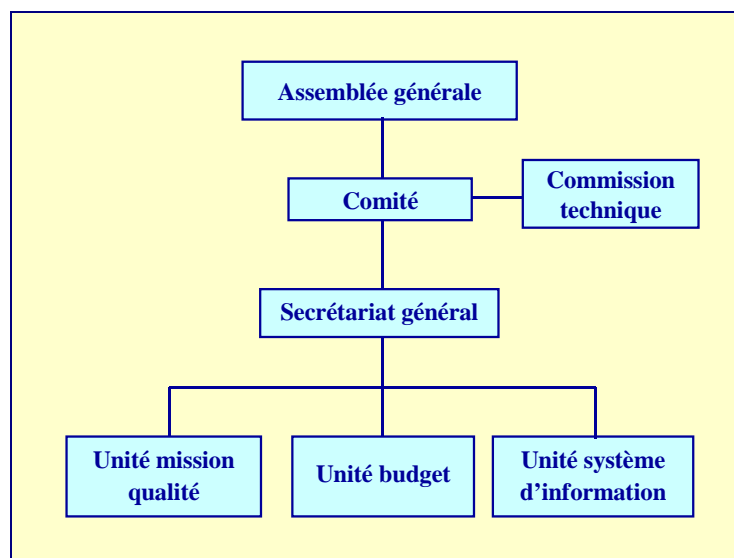 Assemblée générale
Comité
Commission
technique
Secrétariat général
Unité mission
qualité
Unité budget
Unité système
d’information